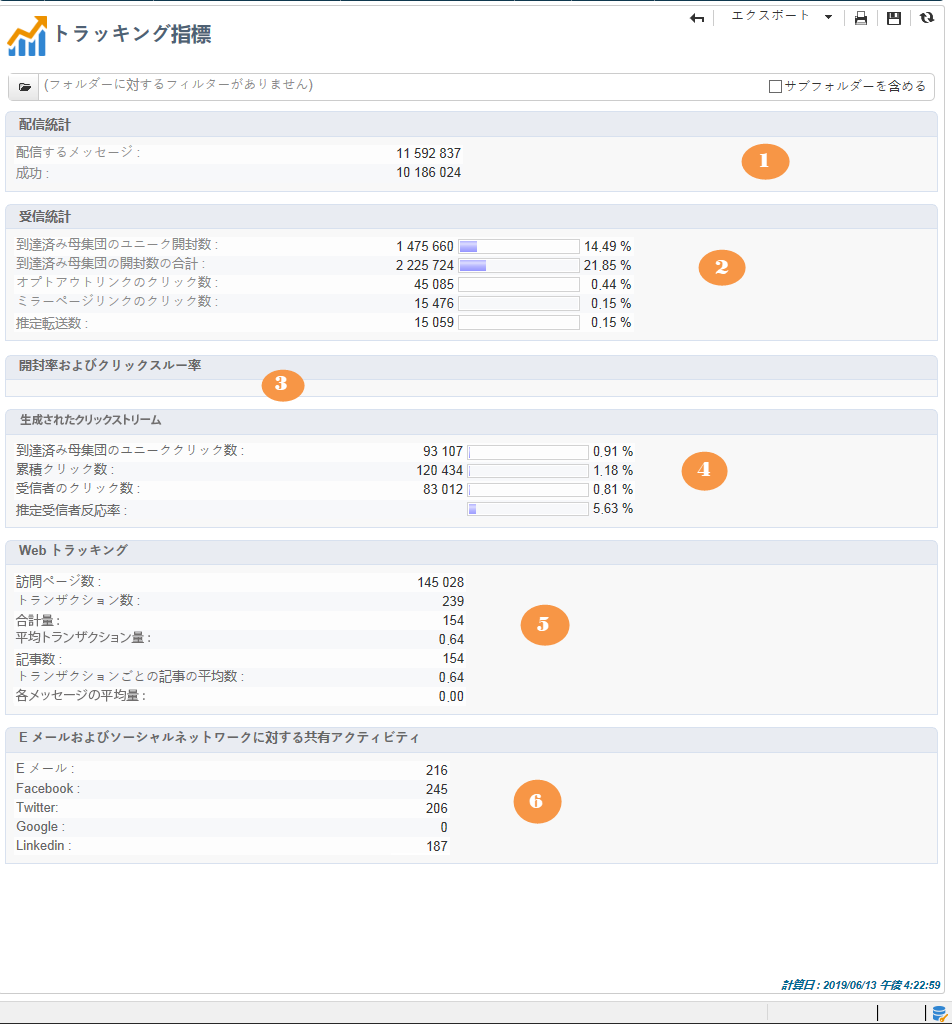 エクスポート
トラッキング指標
(フォルダーに対するフィルターがありません) サブフォルダーを含める
配信統計
配信するメッセージ : 11 592 837
成功 : 10 186 024
1
受信統計
到達済み母集団のユニーク開封数 : 1 475 660 14.49 %
到達済み母集団の開封数の合計 : 2 225 724 21.85 %
オプトアウトリンクのクリック数 : 45 085 0.44 %
ミラーページリンクのクリック数 : 15 476 0.15 %
推定転送数 : 15 059 0.15 %
2
開封率およびクリックスルー率
3
生成されたクリックストリーム
到達済み母集団のユニーククリック数 : 93 107 0.91 %
累積クリック数 : 120 434 1.18 %
受信者のクリック数 : 83 012 0.81 %
推定受信者反応率 : 5.63 %
4
Web トラッキング
訪問ページ数 : 145 028
トランザクション数 : 239
合計量 : 154
平均トランザクション量 : 0.64
記事数 : 154
トランザクションごとの記事の平均数 : 0.64
各メッセージの平均量 : 0.00
5
E メールおよびソーシャルネットワークに対する共有アクティビティ
E メール : 216
Facebook : 245
Twitter: 206
Google : 0
Linkedin : 187
6
計算日 : 2019/06/13 午後 4:22:59